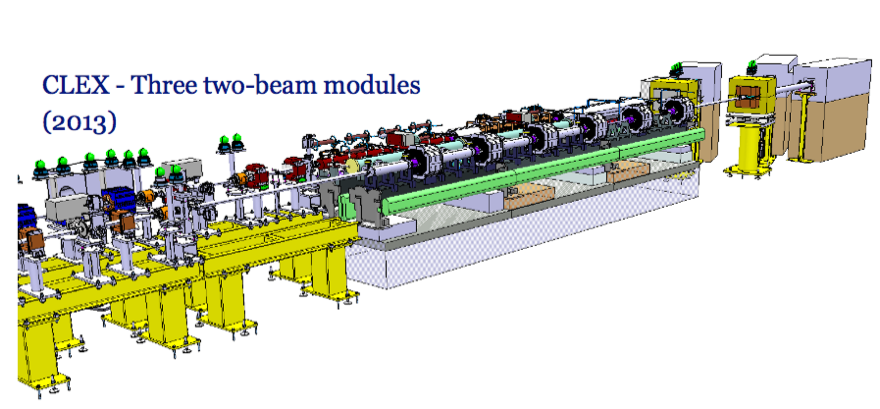 CLEX - Three two-beam modules
(2013)